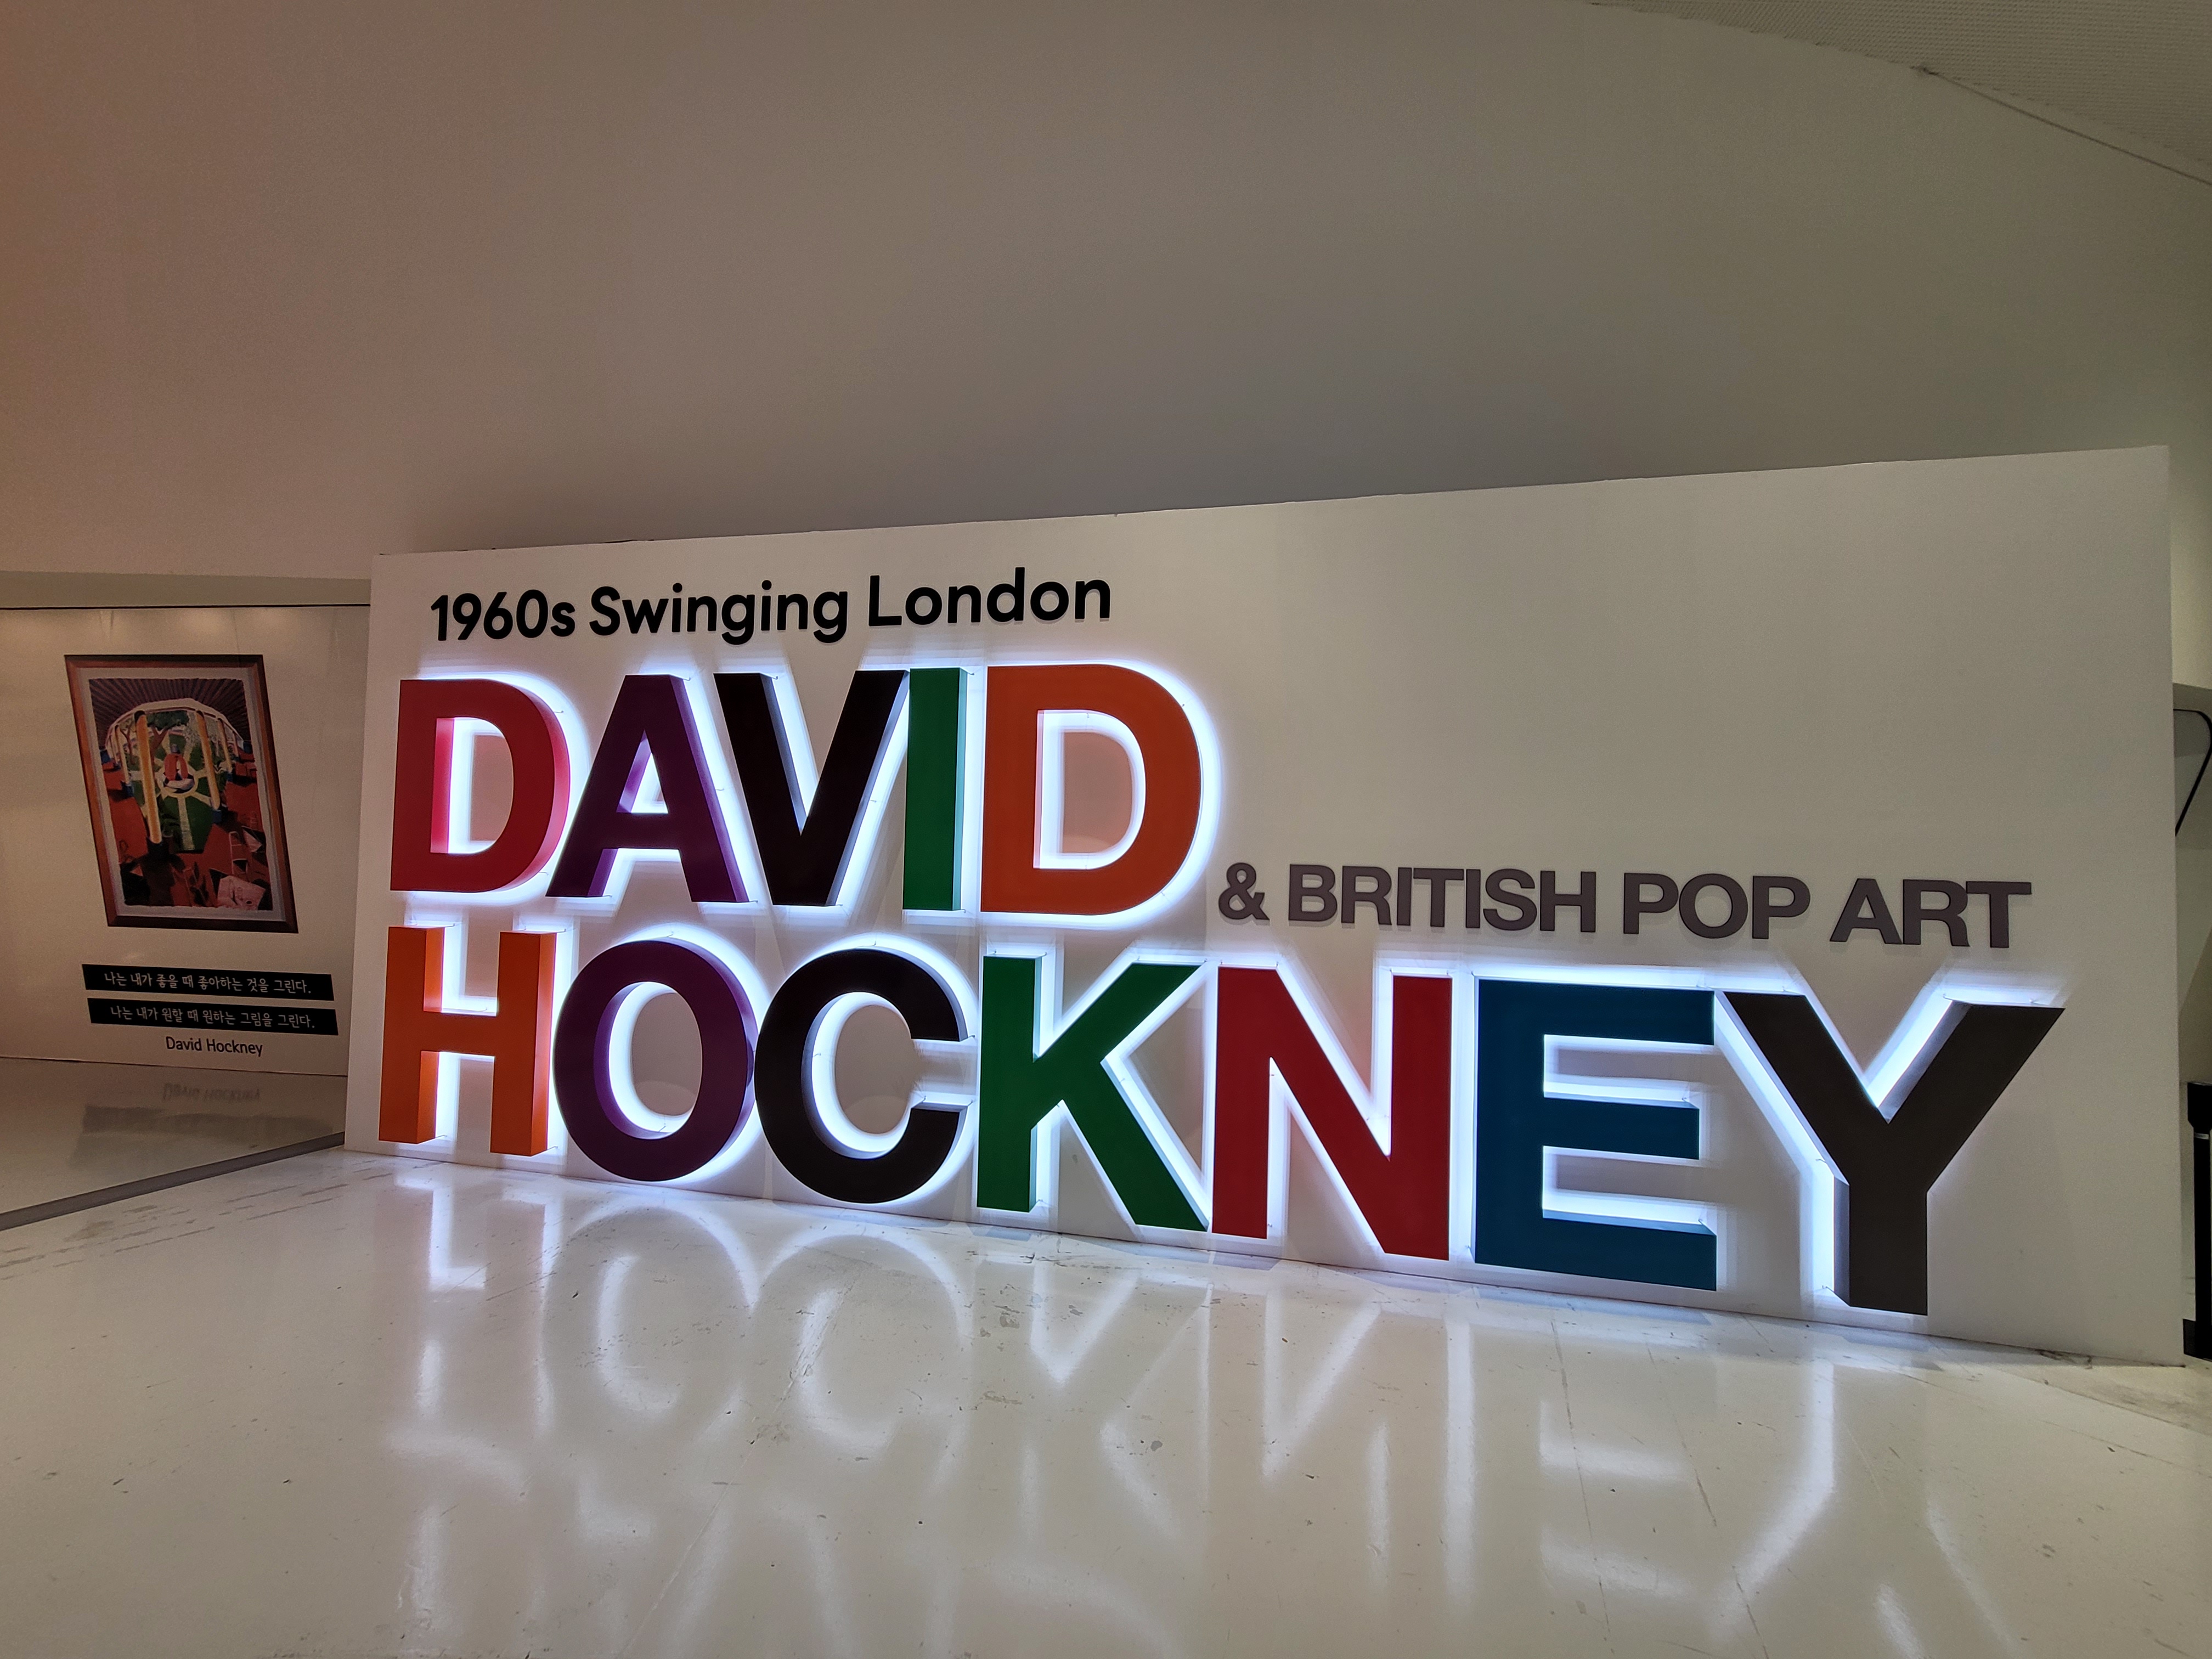 1960s Swinging London
DAVID
& BRITISH POP ART
HOCKNEY
나는 내가 좋을 때 좋아하는 것을 그린다.
나는 내가 원할 때 원하는 그림을 그린다.
David Hockney